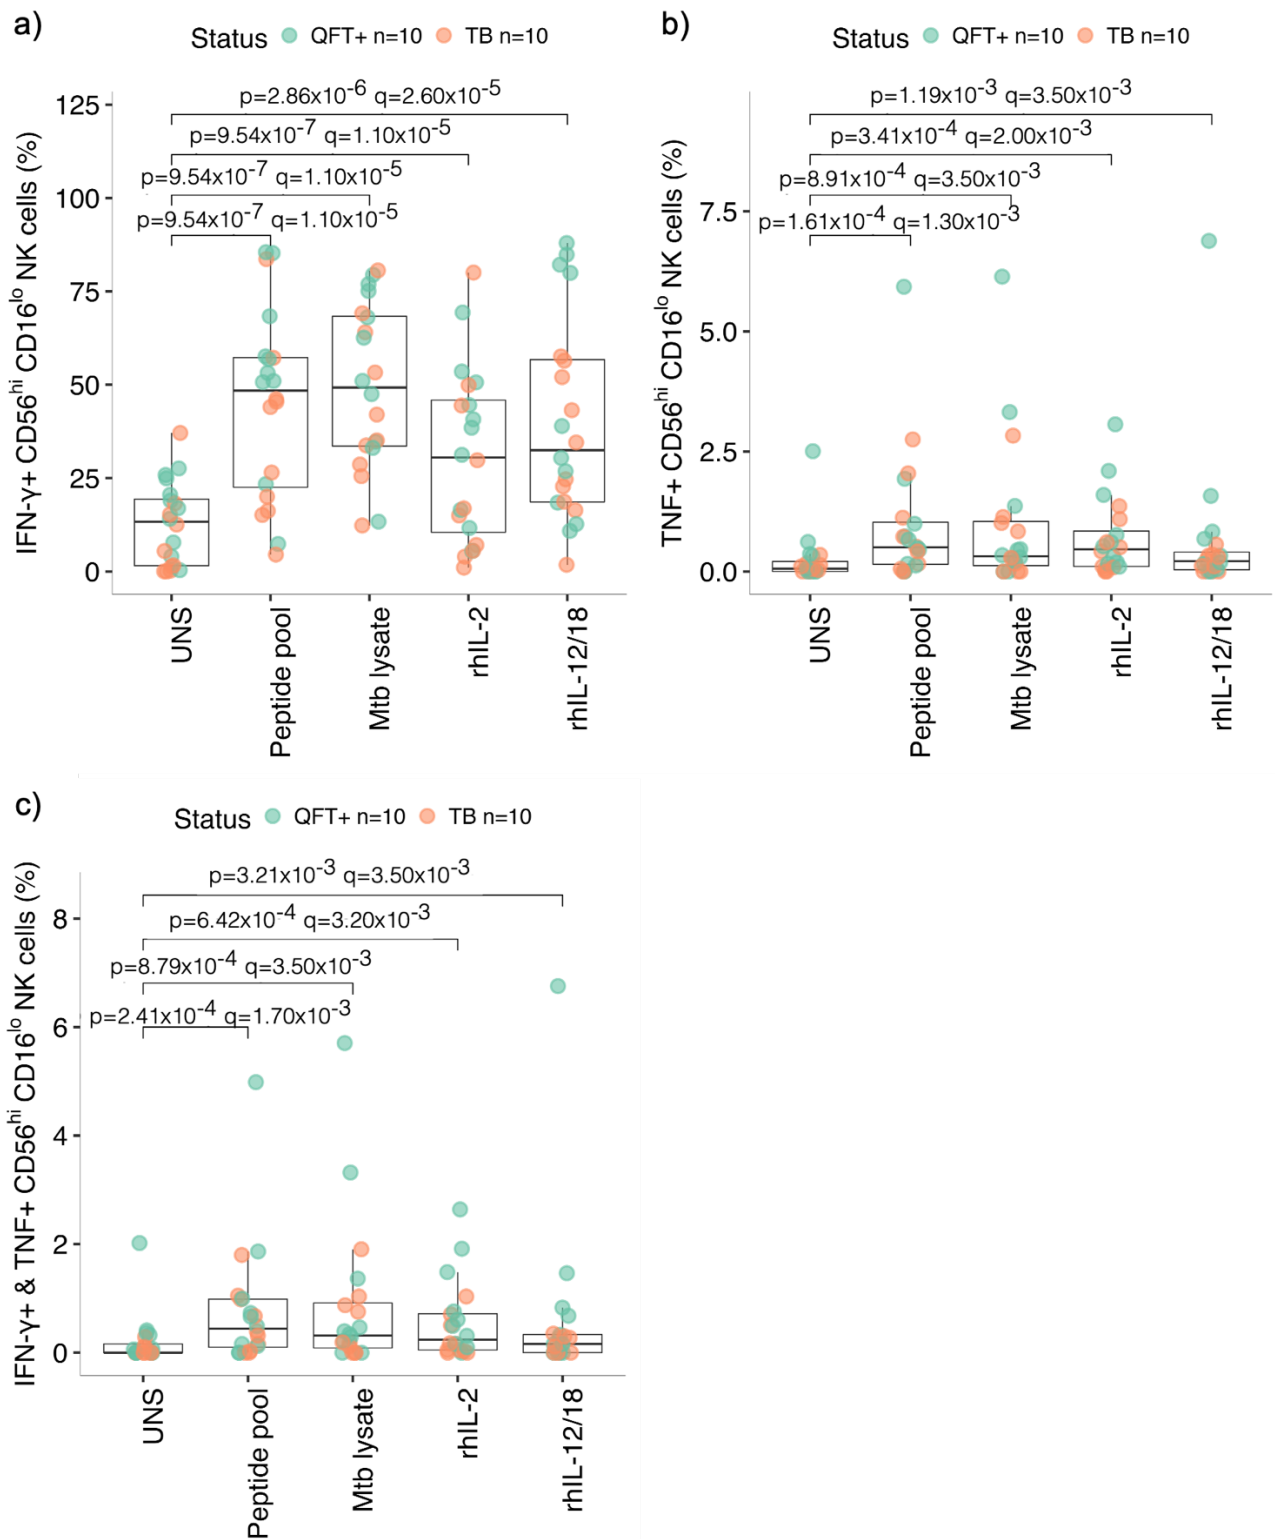 a)
Status QFT+ n=10 TB n=10
IFN-γ+ CD56hi CD16lo NK cells (%)
125
100
75
50
25
0
p=2.86x10-6 q=2.60x10-5
p=9.54x10-7 q=1.10x10-5
p=9.54x10-7 q=1.10x10-5
p=9.54x10-7 q=1.10x10-5
UNS
Peptide pool
Mtb lysate
rhIL-2
rhIL-12/18
b)
Status QFT+ n=10 TB n=10
TNF+ CD56hi CD16lo NK cells (%)
7.5
5.0
2.5
0.0
p=1.19x10-3 q=3.50x10-3
p=3.41x10-4 q=2.00x10-3
p=8.91x10-4 q=3.50x10-3
p=1.61x10-4 q=1.30x10-3
UNS
Peptide pool
Mtb lysate
rhIL-2
rhIL-12/18
c)
Status QFT+ n=10 TB n=10
IFN-γ+ & TNF+ CD56hi CD16lo NK cells (%)
8
6
4
2
0
p=3.21x10-3 q=3.50x10-3
p=6.42x10-4 q=3.20x10-3
p=8.79x10-4 q=3.50x10-3
p=2.41x10-4 q=1.70x10-3
UNS
Peptide pool
Mtb lysate
rhIL-2
rhIL-12/18